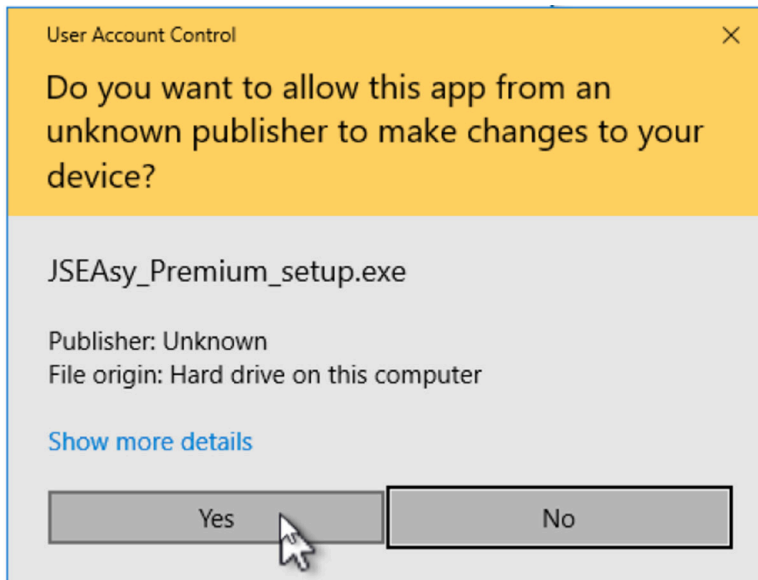 User Account Control
Do you want to allow this app from an
unknown publisher to make changes to your
device?
JSEAsy_Premium_setup.exe
Publisher: Unknown
File origin: Hard drive on this computer
Show more details
Yes
No